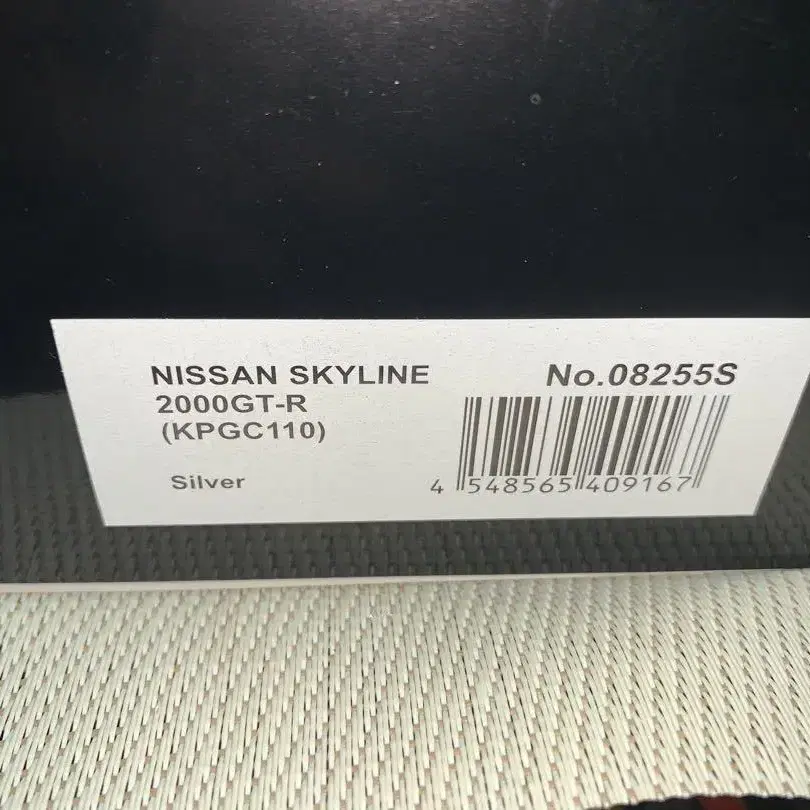 NISSAN SKYLINE
2000GT-R
(KPGC110)
Silver
No.08255S
4 548565 409167